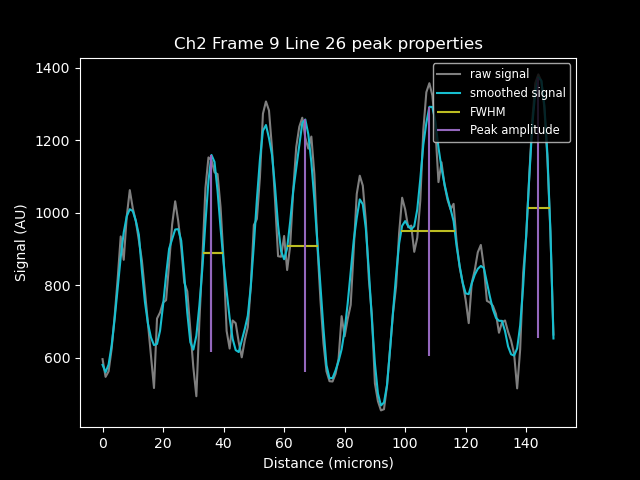 Ch2 Frame 9 Line 26 peak properties
raw signal
smoothed signal
FWHM
Peak amplitude
Signal (AU)
1400
1200
1000
800
600
0 20 40 60 80 100 120 140
Distance (microns)